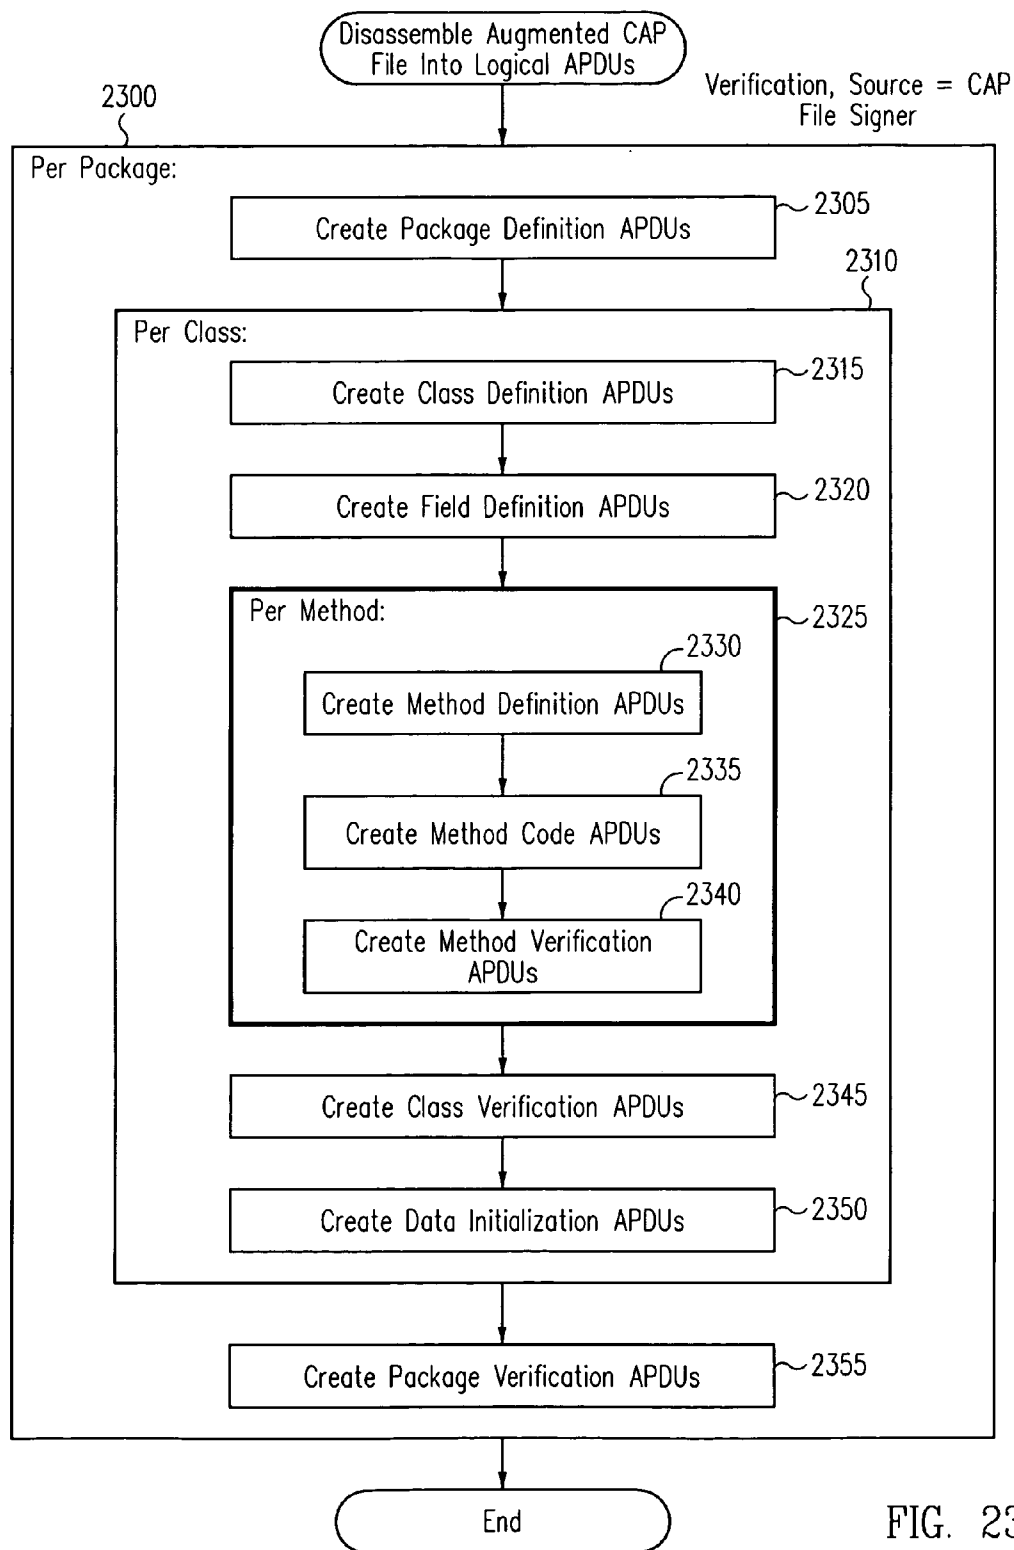 Disassemble Augmented CAP
File Into Logical APDUs
Verification, Source = CAP
File Signer
2300
Per Package:
2305
Create Package Definition APDUs
2310
Per Class:
2315
Create Class Definition APDUs
2320
Create Field Definition APDUs
Per Method:
2325
2330
Create Method Definition APDUs
2335
Create Method Code APDUs
2340
Create Method Verification
APDUs
2345
Create Class Verification APDUs
2350
Create Data Initialization APDUs
2355
Create Package Verification APDUs
End
FIG. 23